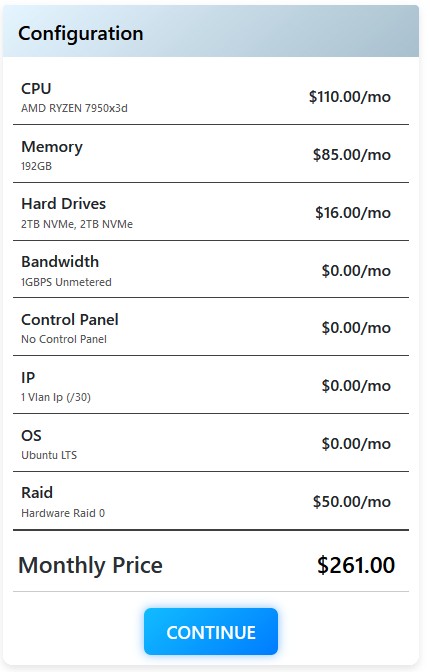 Configuration
CPU
$110.00/mo
AMD RYZEN 7950x3d
Memory
$85.00/mo
192GB
Hard Drives
$16.00/mo
2TB NVMe, 2TB NVMe
Bandwidth
$0.00/mo
1GBPS Unmetered
Control Panel
$0.00/mo
No Control Panel
IP
$0.00/mo
1 Vlan Ip (/30)
OS
$0.00/mo
Ubuntu LTS
Raid
$50.00/mo
Hardware Raid 0
Monthly Price $261.00
CONTINUE